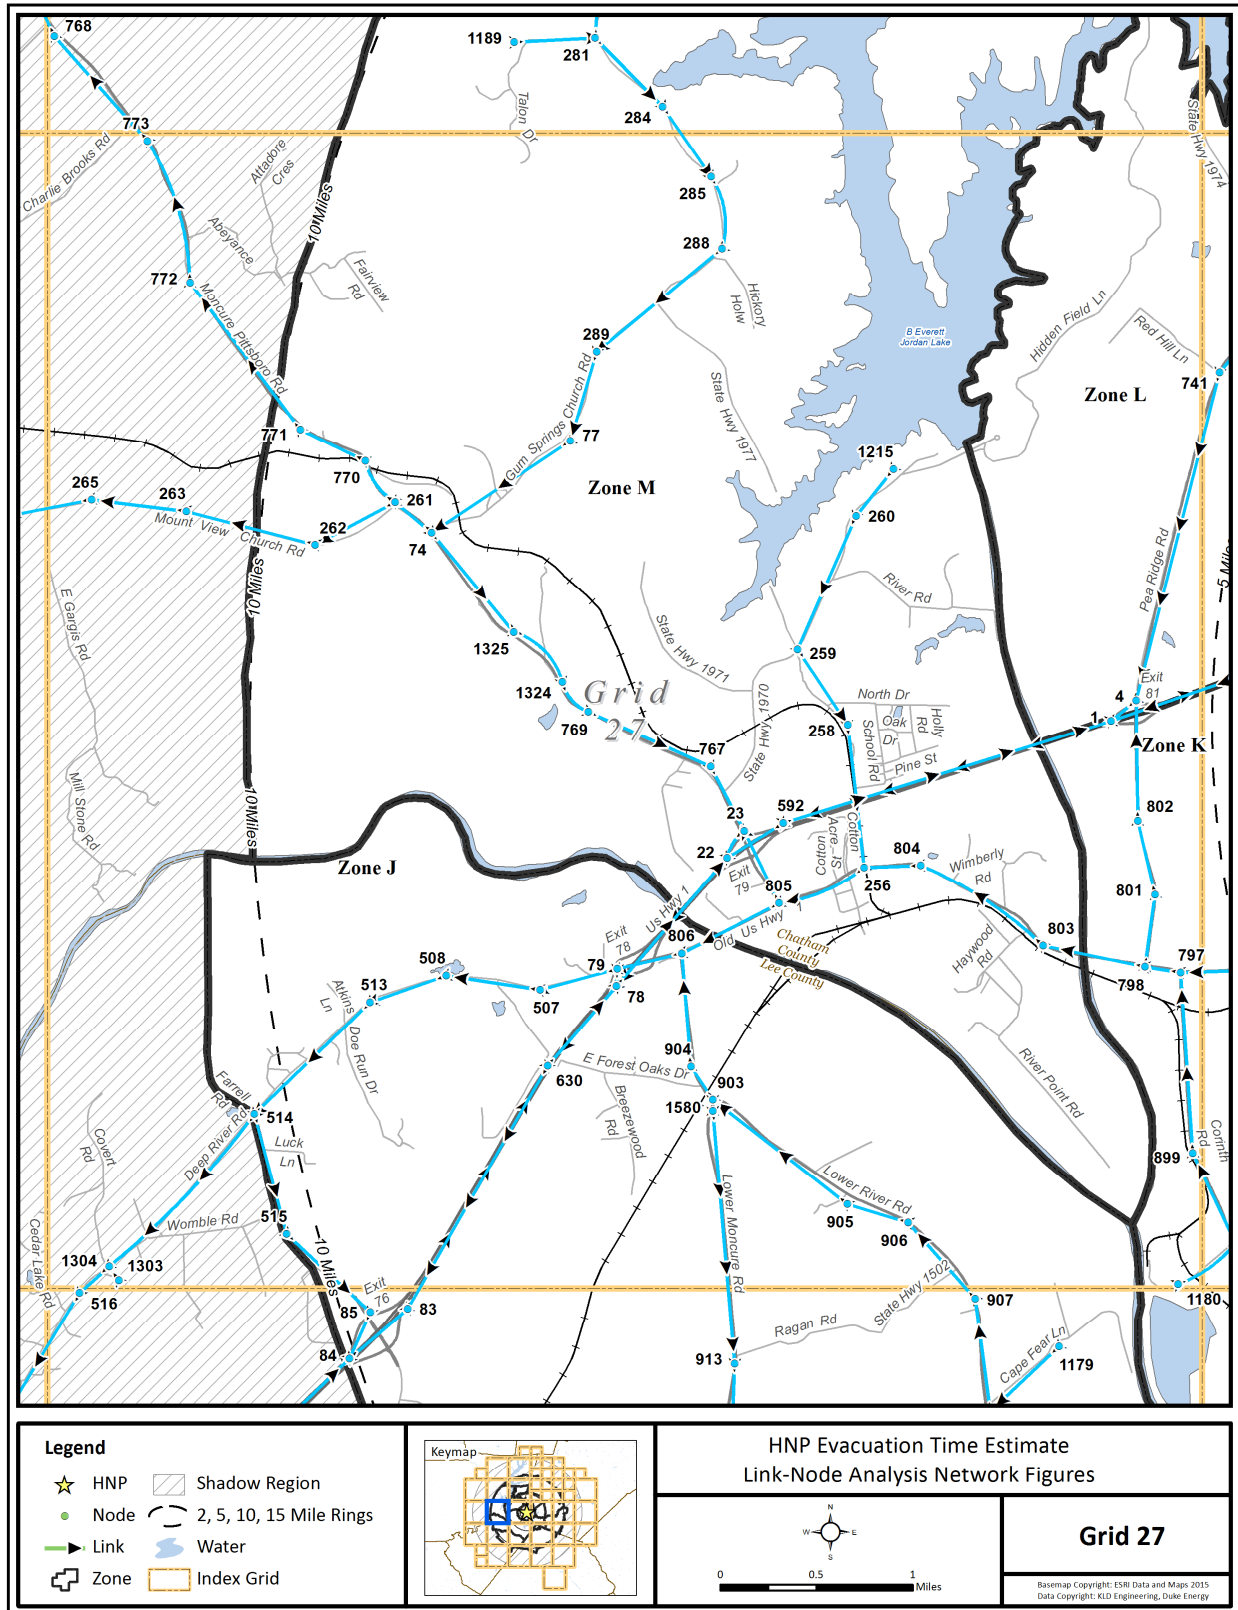 768
1189
281
284
773
Charlie Brooks Rd
Attadore
Cres
Talon Dr
State Hwy 1974
10 Miles
285
288
Abeyance
772
Fairview
Rd
Hickory
Holw
Moncure Pittsboro Rd
289
B Everett
Jordan Lake
Hidden Field Ln
Red Hill Ln
741
Zone L
State Hwy 1977
Gum Springs Church Rd
77
771
770
Zone M
1215
265
263
261
262
Mount View Church Rd
74
260
10 Miles
E Gargis Rd
River Rd
Pea Ridge Rd
5 Miles
State Hwy 1971
1325
259
1324
Grid
27
769
State Hwy 1970
North Dr
Oak
Dr
Holly
Rd
School Rd
258
Pine St
4
Exit
81
1
Zone K
767
Mill Stone Rd
10 Miles
23
592
802
Cotton
Acre St
Cotton
22
Exit
79
804
256
Wimberly
Rd
Zone J
805
801
Us Hwy 1
Old Us Hwy 1
806
Exit
78
Chatham
County
Lee County
Haywood
Rd
803
797
798
508
79
78
507
513
Atkins
Ln
Doe Run Dr
904
E Forest Oaks Dr
630
903
1580
Breezewood
Rd
River Point Rd
Farrell
Rd
514
Deep River Rd
Luck
Ln
Covert
Rd
899
Corinth
Rd
Lower River Rd
905
906
Lower Moncure Rd
Womble Rd
515
Cedar Lake Rd
1304
1303
516
10 Miles
Exit
76
85
83
84
State Hwy 1502
907
1180
Ragan Rd
913
Cape Fear Ln
1179
Legend
HNP
Shadow Region
Node
2, 5, 10, 15 Mile Rings
Link
Water
Zone
Index Grid
Keymap
HNP Evacuation Time Estimate
Link-Node Analysis Network Figures
N
W
E
S
0
0.5
1
Miles
Grid 27
Basemap Copyright: ESRI Data and Maps 2015
Data Copyright: KLD Engineering, Duke Energy